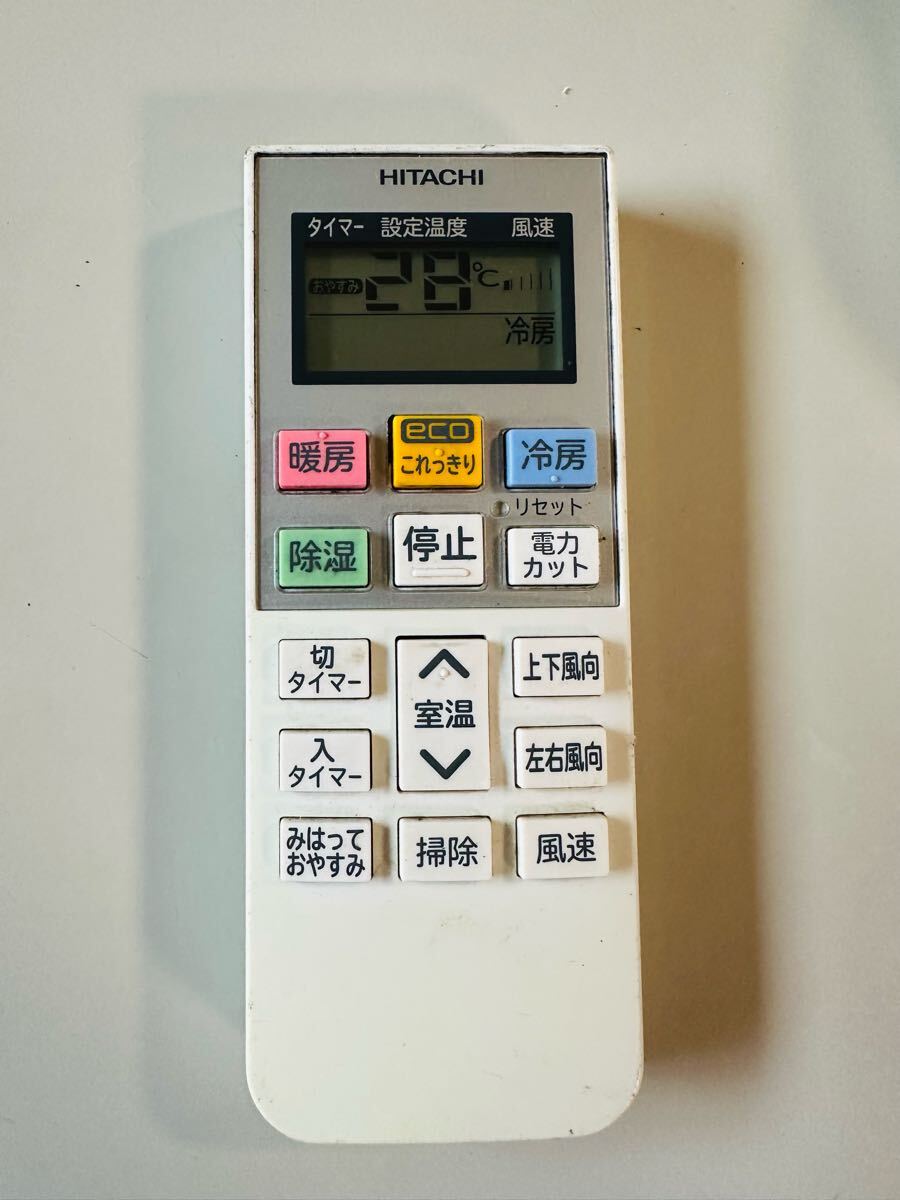 HITACHI
タイマー 設定温度 風速
おやすみ 28℃
冷房
暖房
eco
これっきり
冷房
リセット
除湿
停止
電力
カット
切
タイマー
室温
上下風向
入
タイマー
左右風向
みはって
おやすみ
掃除
風速